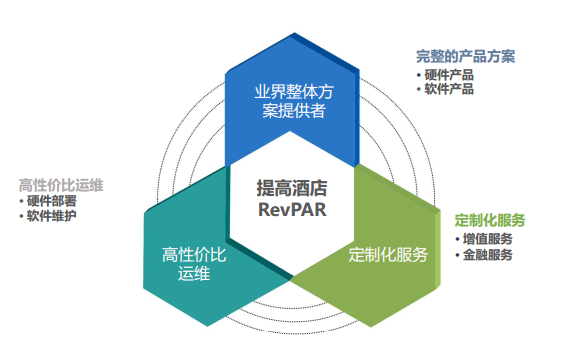 完整的产品方案
• 硬件产品
• 软件产品
业界整体方
案提供者
高性价比运维
• 硬件部署
• 软件维护
提高酒店
RevPAR
定制化服务
• 增值服务
• 金融服务
高性价比
运维
定制化服务